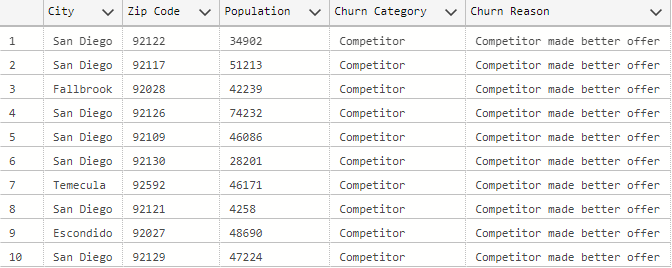 City Zip Code Population Churn Category Churn Reason
1 San Diego 92122 34902 Competitor Competitor made better offer
2 San Diego 92117 51213 Competitor Competitor made better offer
3 Fallbrook 92028 42239 Competitor Competitor made better offer
4 San Diego 92126 74232 Competitor Competitor made better offer
5 San Diego 92109 46086 Competitor Competitor made better offer
6 San Diego 92130 28201 Competitor Competitor made better offer
7 Temecula 92592 46171 Competitor Competitor made better offer
8 San Diego 92121 4258 Competitor Competitor made better offer
9 Escondido 92027 48690 Competitor Competitor made better offer
10 San Diego 92129 47224 Competitor Competitor made better offer